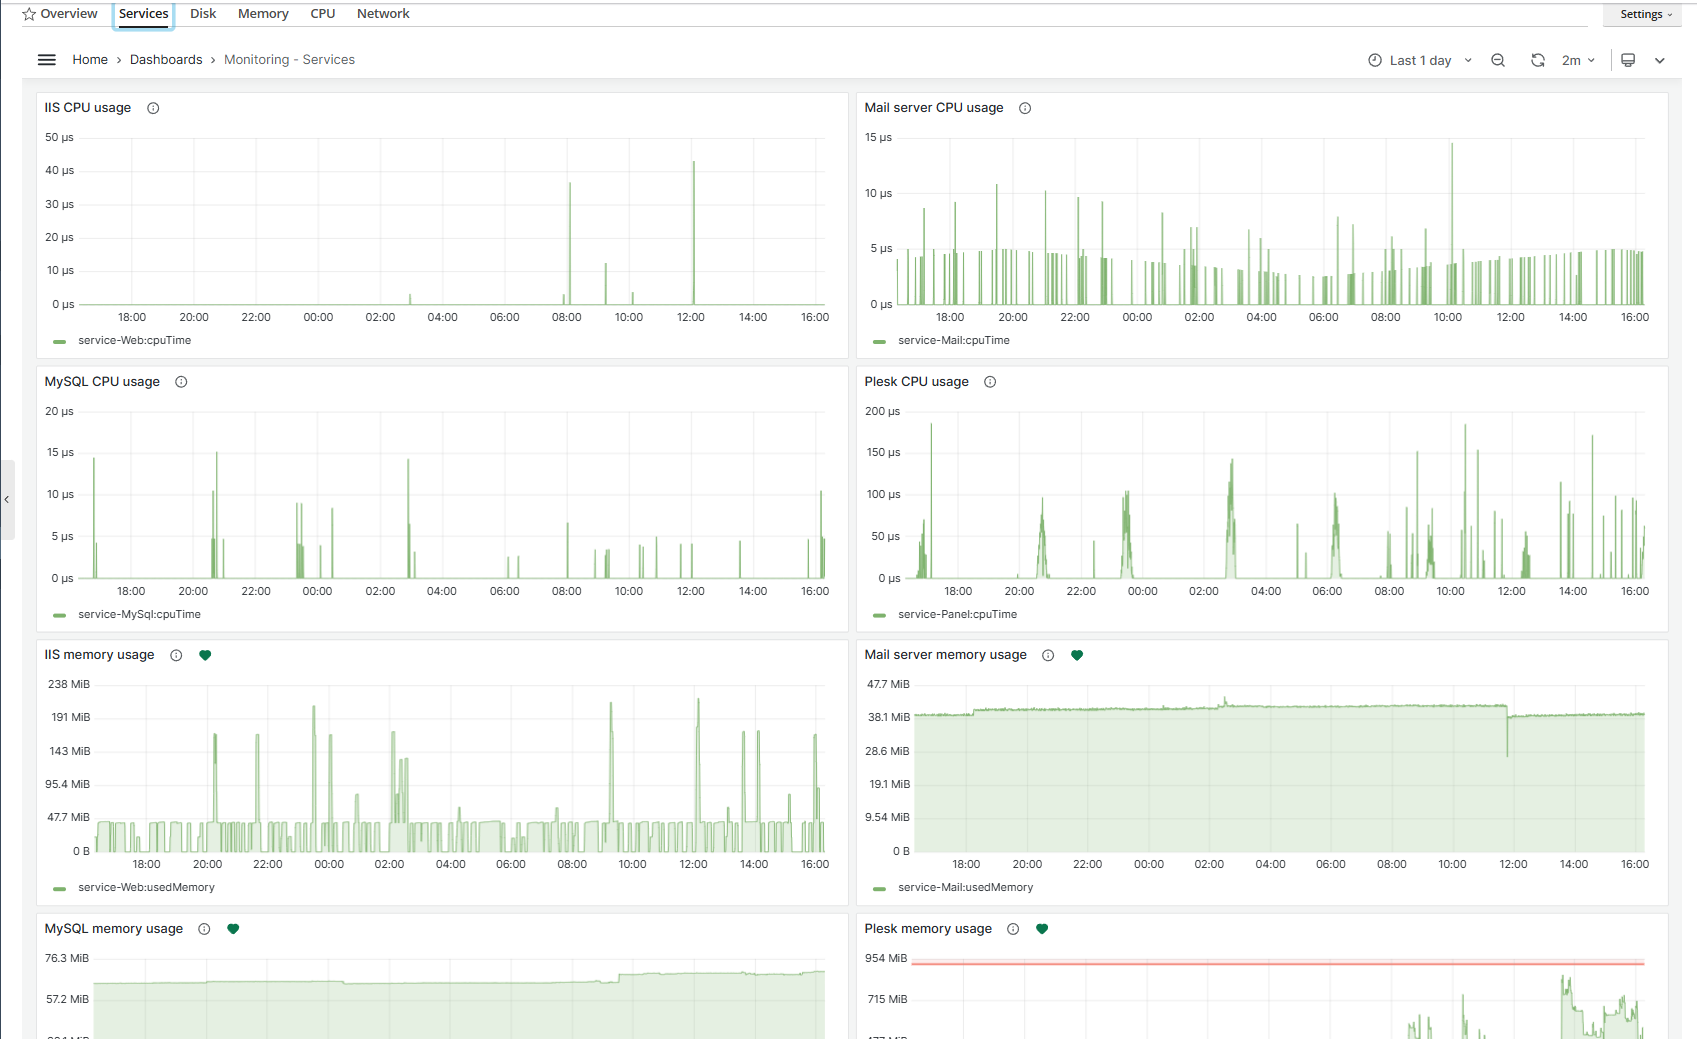 Overview Services Disk Memory CPU Network Settings
Home › Dashboards › Monitoring - Services Last 1 day 2m
IIS CPU usage
50 µs
40 µs
30 µs
20 µs
10 µs
0 µs
18:00 20:00 22:00 00:00 02:00 04:00 06:00 08:00 10:00 12:00 14:00 16:00
service-Web:cpuTime
Mail server CPU usage
15 µs
10 µs
5 µs
0 µs
18:00 20:00 22:00 00:00 02:00 04:00 06:00 08:00 10:00 12:00 14:00 16:00
service-Mail:cpuTime
MySQL CPU usage
20 µs
15 µs
10 µs
5 µs
0 µs
18:00 20:00 22:00 00:00 02:00 04:00 06:00 08:00 10:00 12:00 14:00 16:00
service-MySql:cpuTime
Plesk CPU usage
200 µs
150 µs
100 µs
50 µs
0 µs
18:00 20:00 22:00 00:00 02:00 04:00 06:00 08:00 10:00 12:00 14:00 16:00
service-Panel:cpuTime
IIS memory usage
238 MiB
191 MiB
143 MiB
95.4 MiB
47.7 MiB
0 B
18:00 20:00 22:00 00:00 02:00 04:00 06:00 08:00 10:00 12:00 14:00 16:00
service-Web:usedMemory
Mail server memory usage
47.7 MiB
38.1 MiB
28.6 MiB
19.1 MiB
9.54 MiB
0 B
18:00 20:00 22:00 00:00 02:00 04:00 06:00 08:00 10:00 12:00 14:00 16:00
service-Mail:usedMemory
MySQL memory usage
76.3 MiB
57.2 MiB
Plesk memory usage
954 MiB
715 MiB